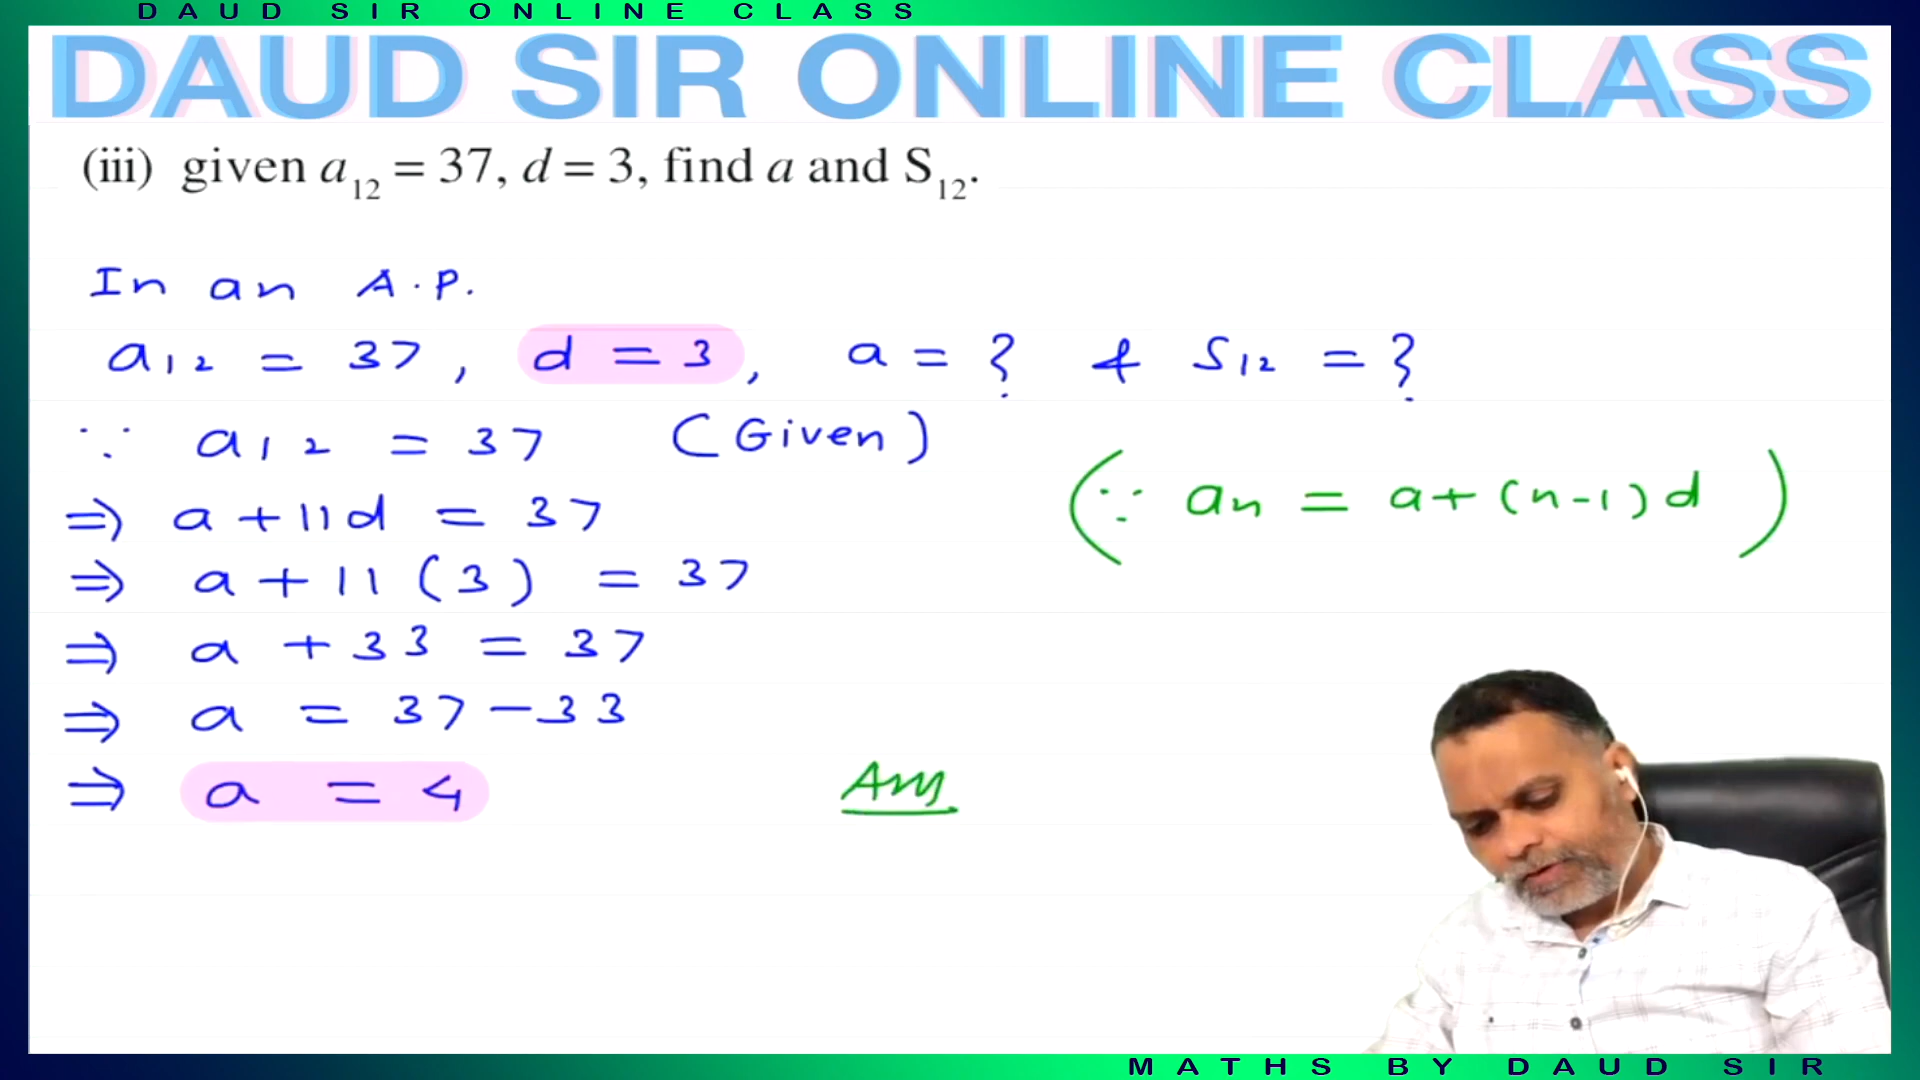 DAUD SIR ONLINE CLASS
DAUD SIR ONLINE CLASS
(iii) given a₁₂ = 37, d = 3, find a and S₁₂.
In an A.P.
a₁₂ = 37, d = 3, a = ? & S₁₂ = ?
∵ a₁₂ = 37 (Given)
⇒ a + 11d = 37 (∵ an = a + (n-1)d)
⇒ a + 11(3) = 37
⇒ a + 33 = 37
⇒ a = 37 - 33
⇒ a = 4 Ans
MATHS BY DAUD SIR